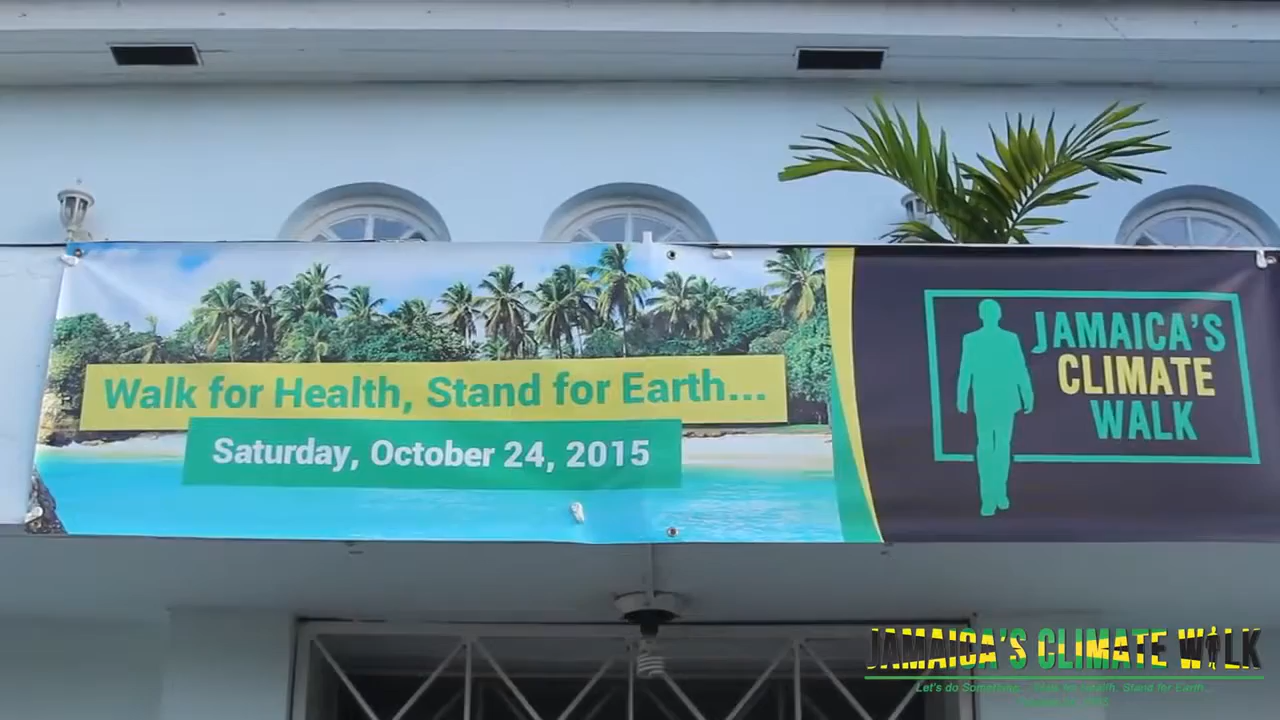 Walk for Health, Stand for Earth...
Saturday, October 24, 2015
JAMAICA'S
CLIMATE
WALK
JAMAICA'S CLIMATE WALK
Let's do Something... Walk for Health. Stand for Earth...